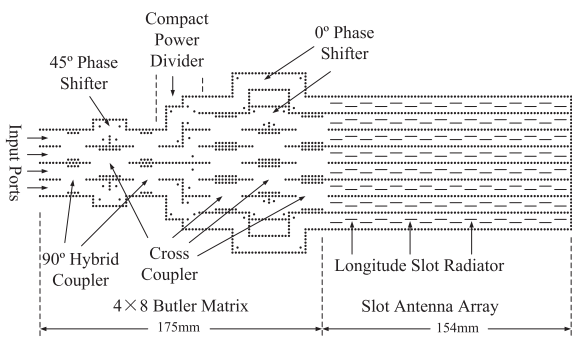 Compact
Power
Divider
0º Phase
Shifter
45º Phase
Shifter
Input Ports
90º Hybrid
Coupler
Cross
Coupler
Longitude Slot Radiator
4×8 Butler Matrix
Slot Antenna Array
175mm
154mm